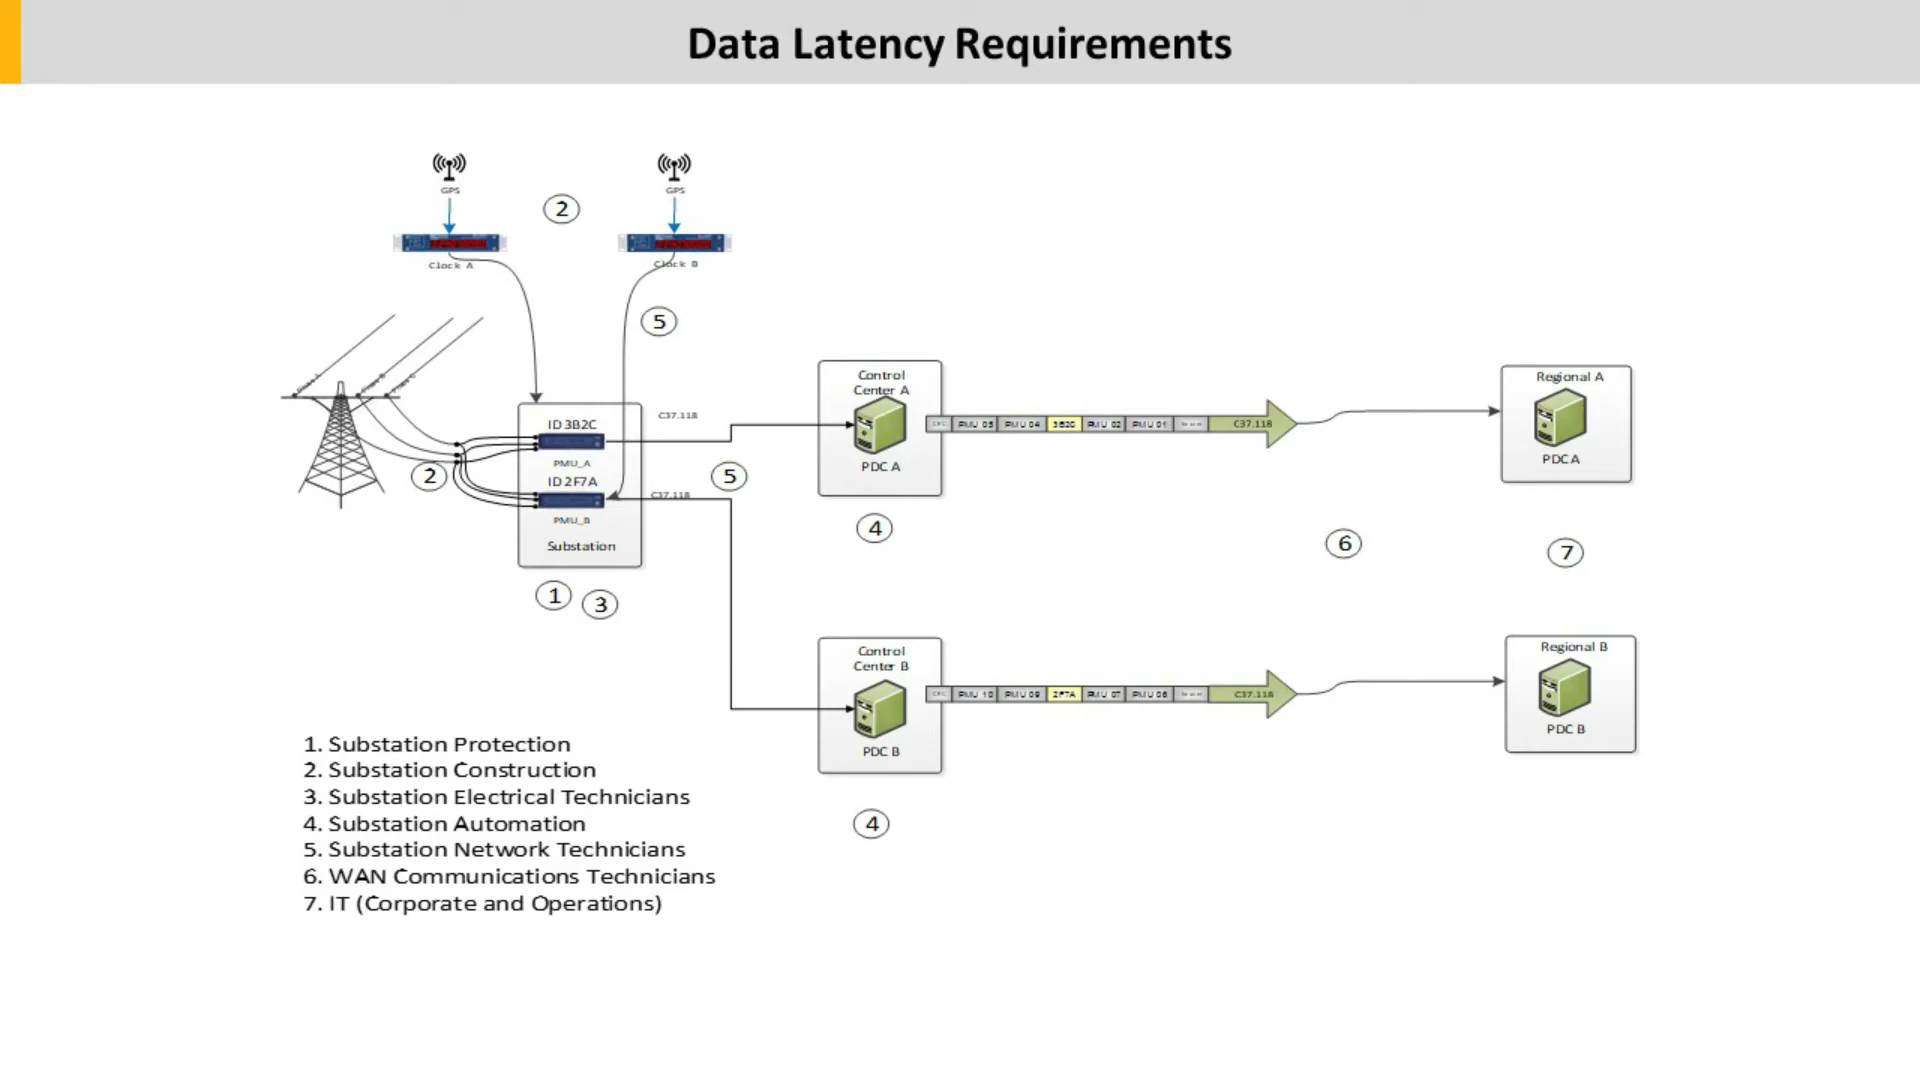 Data Latency Requirements
GPS
GPS
2
Clock A
Clock B
5
ID 3B2C
PMU_A
ID 2F7A
PMU_B
Substation
C37.118
C37.118
2
5
1
3
Control
Center A
PDC A
CRC PMU 05 PMU 04 3B2C PMU 02 PMU 01 C37.118
4
Regional A
PDC A
6
7
Control
Center B
PDC B
CRC PMU 10 PMU 09 2F7A PMU 07 PMU 06 C37.118
4
Regional B
PDC B
1. Substation Protection
2. Substation Construction
3. Substation Electrical Technicians
4. Substation Automation
5. Substation Network Technicians
6. WAN Communications Technicians
7. IT (Corporate and Operations)